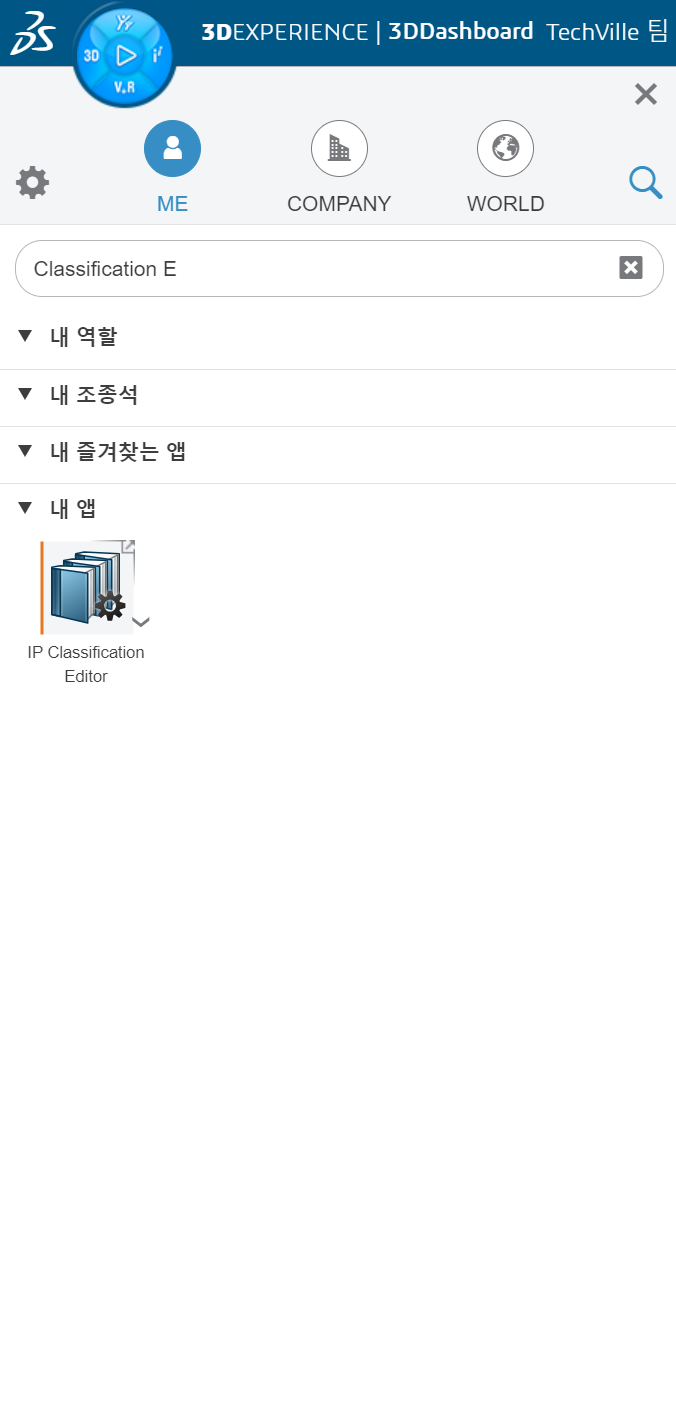 3DEXPERIENCE | 3DDashboard TechVille 팀
3D
V.R
ME
COMPANY
WORLD
Classification E
내 역할
내 조종석
내 즐겨찾는 앱
내 앱
IP Classification
Editor